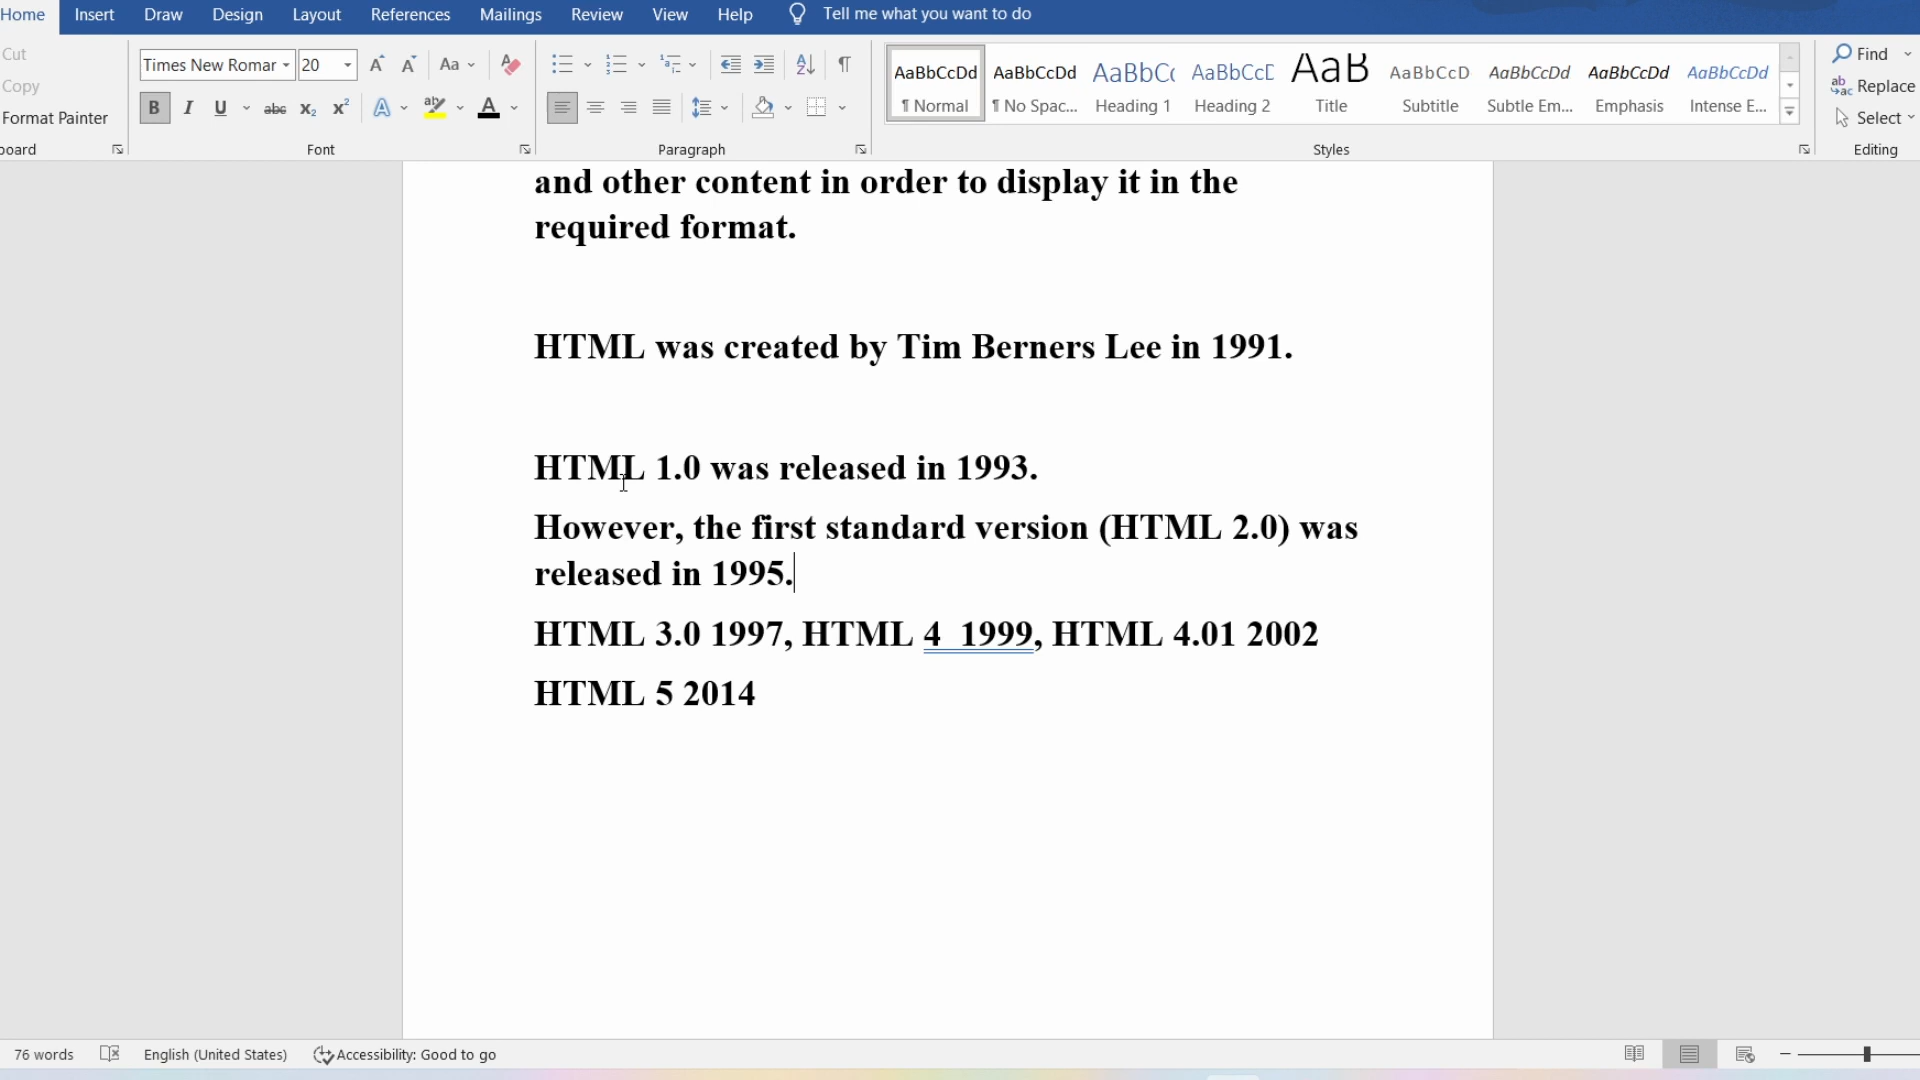 Home Insert Draw Design Layout References Mailings Review View Help Tell me what you want to do
Cut
Copy
Format Painter
board
Times New Romar 20 Aa
B I U abc x₂ x² A ab A
Font
Paragraph
AaBbCcDd AaBbCcDd AaBbCc AaBbCcD AaB AaBbCcD AaBbCcDd AaBbCcDd AaBbCcDd
¶ Normal ¶ No Spac... Heading 1 Heading 2 Title Subtitle Subtle Em... Emphasis Intense E...
Styles
Find
Replace
Select
Editing
and other content in order to display it in the
required format.
HTML was created by Tim Berners Lee in 1991.
HTML 1.0 was released in 1993.
However, the first standard version (HTML 2.0) was
released in 1995.
HTML 3.0 1997, HTML 4  1999, HTML 4.01 2002
HTML 5 2014
76 words English (United States) Accessibility: Good to go